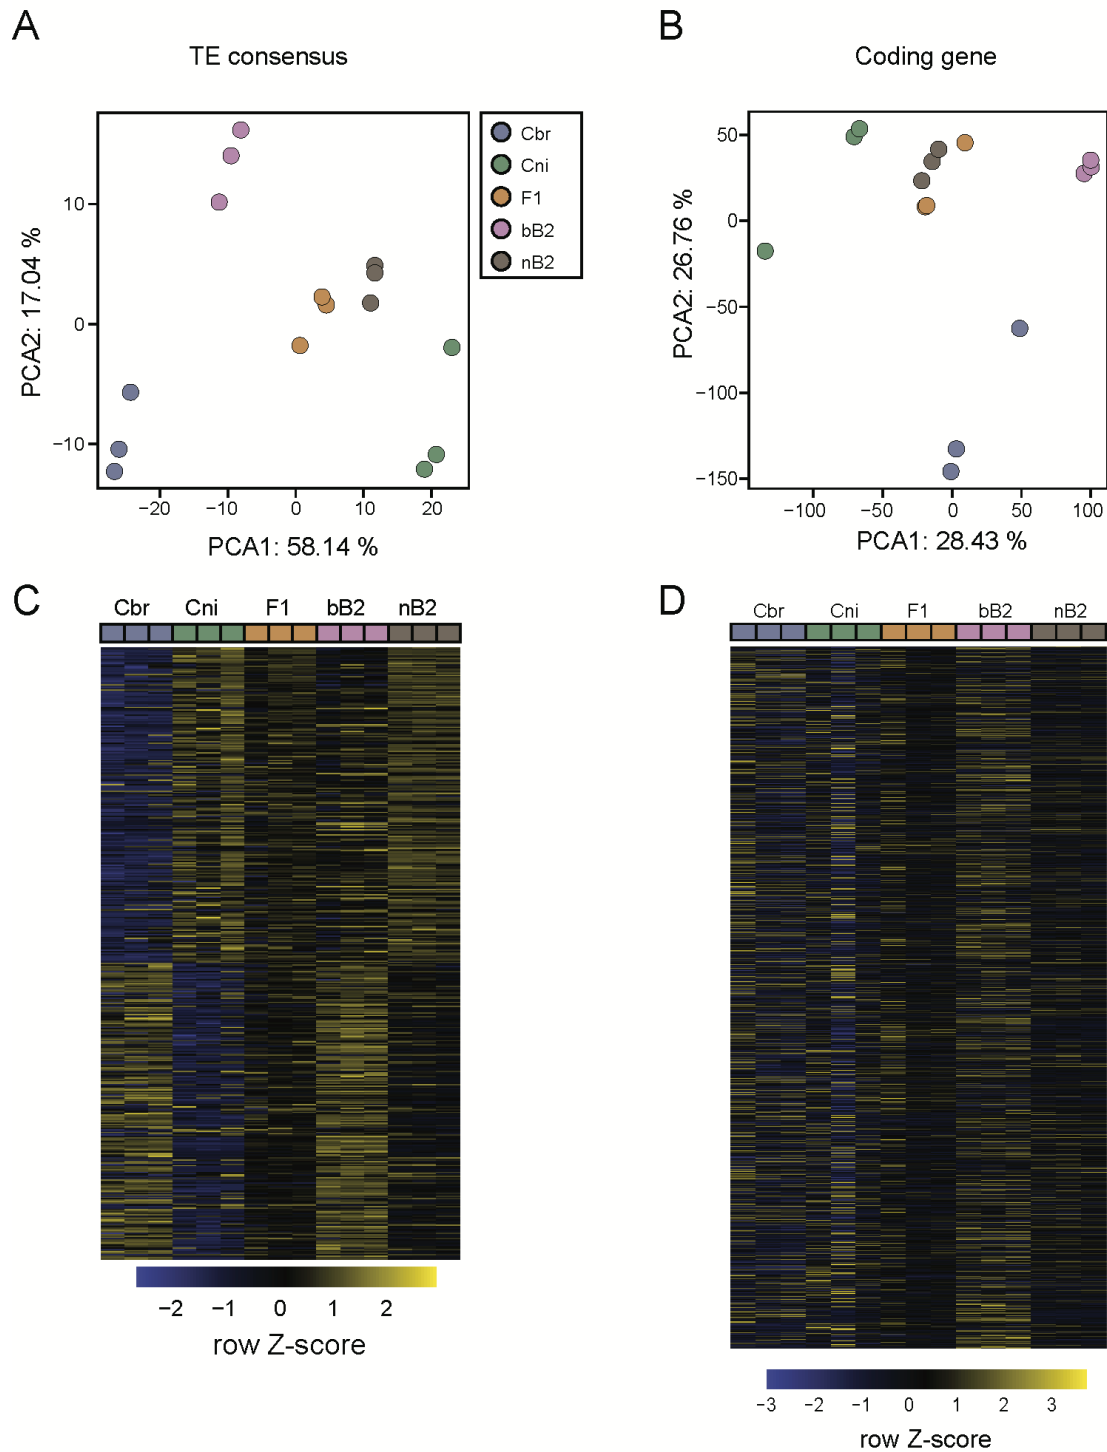 A
TE consensus
PCA2: 17.04 %
10
0
−10
−20
−10
0
10
20
PCA1: 58.14 %
Cbr
Cni
F1
bB2
nB2
B
Coding gene
PCA2: 26.76 %
50
0
−50
−100
−150
−100
−50
0
50
100
PCA1: 28.43 %
C
Cbr Cni F1 bB2 nB2
−2 −1 0 1 2
row Z-score
D
Cbr Cni F1 bB2 nB2
−3 −2 −1 0 1 2 3
row Z-score